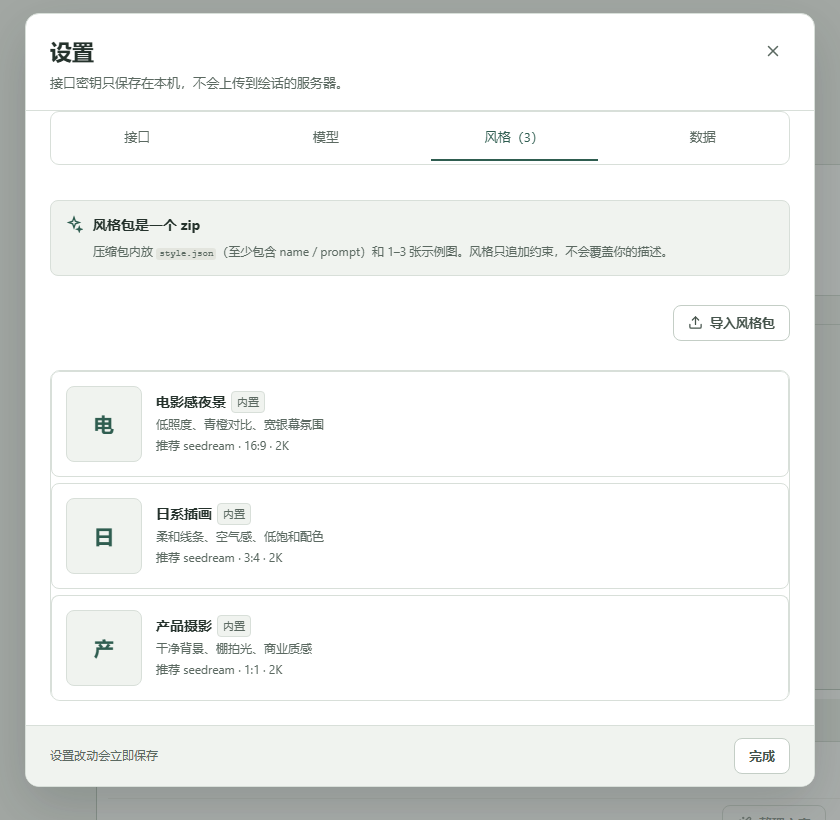 设置
接口密钥只保存在本机，不会上传到绘话的服务器。
接口
模型
风格（3）
数据
风格包是一个 zip
压缩包内放 style.json （至少包含 name / prompt）和 1–3 张示例图。风格只追加约束，不会覆盖你的描述。
导入风格包
电
电影感夜景 内置
低照度、青橙对比、宽银幕氛围
推荐 seedream · 16:9 · 2K
日
日系插画 内置
柔和线条、空气感、低饱和配色
推荐 seedream · 3:4 · 2K
产
产品摄影 内置
干净背景、棚拍光、商业质感
推荐 seedream · 1:1 · 2K
设置改动会立即保存
完成